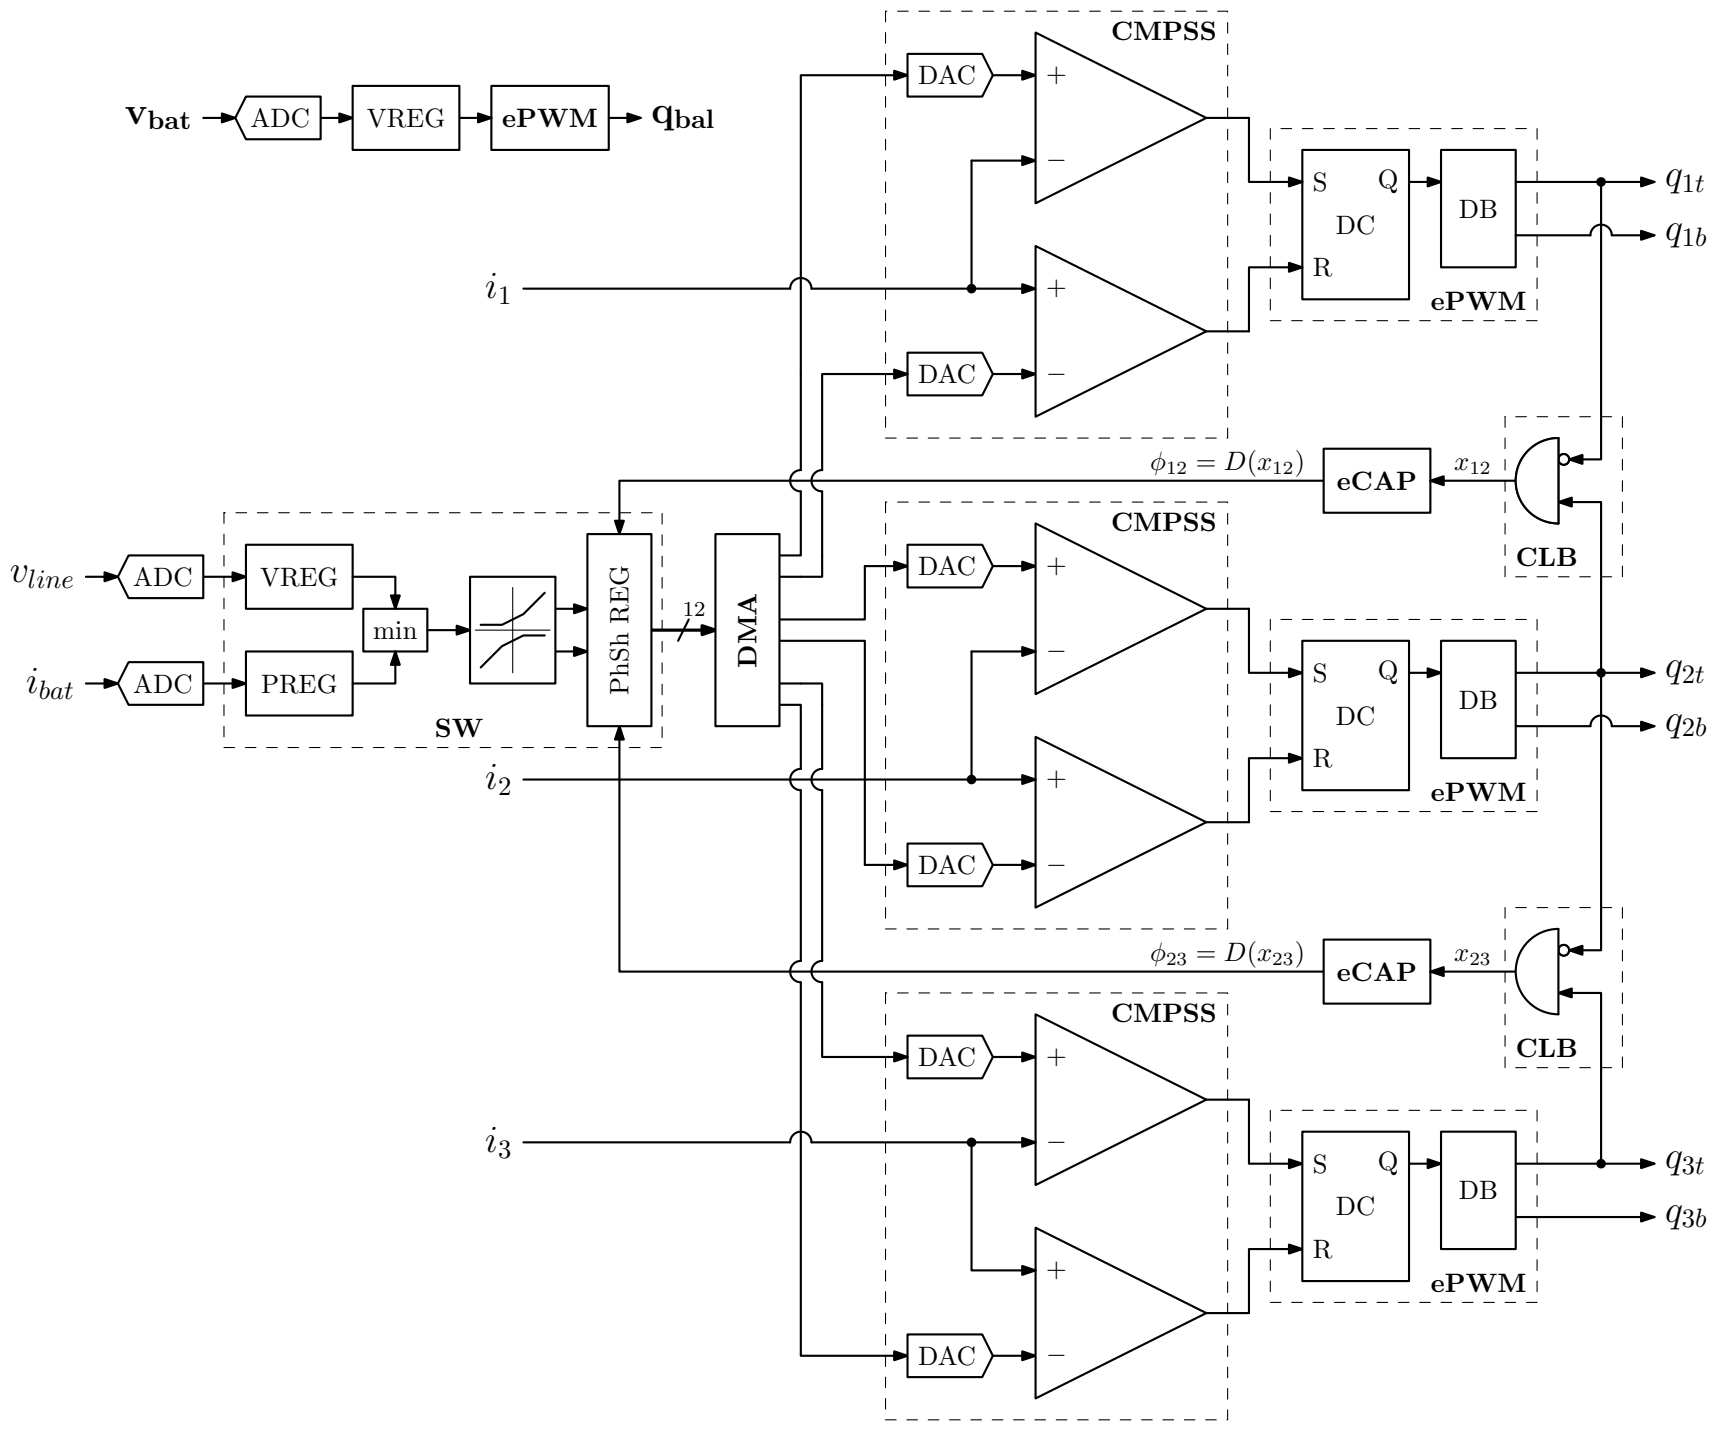 CMPSS
DAC
+
v_bat
ADC
VREG
ePWM
q_bal
−
S
Q
DC
R
DB
ePWM
q_1t
q_1b
i_1
+
DAC
−
ϕ_12 = D(x_12)
eCAP
x_12
CLB
CMPSS
v_line
ADC
VREG
min
i_bat
ADC
PREG
SW
PhSh REG
12
DMA
DAC
+
−
S
Q
DC
R
DB
ePWM
q_2t
q_2b
i_2
+
DAC
−
ϕ_23 = D(x_23)
eCAP
x_23
CLB
CMPSS
DAC
+
i_3
−
S
Q
DC
R
DB
ePWM
q_3t
q_3b
+
DAC
−